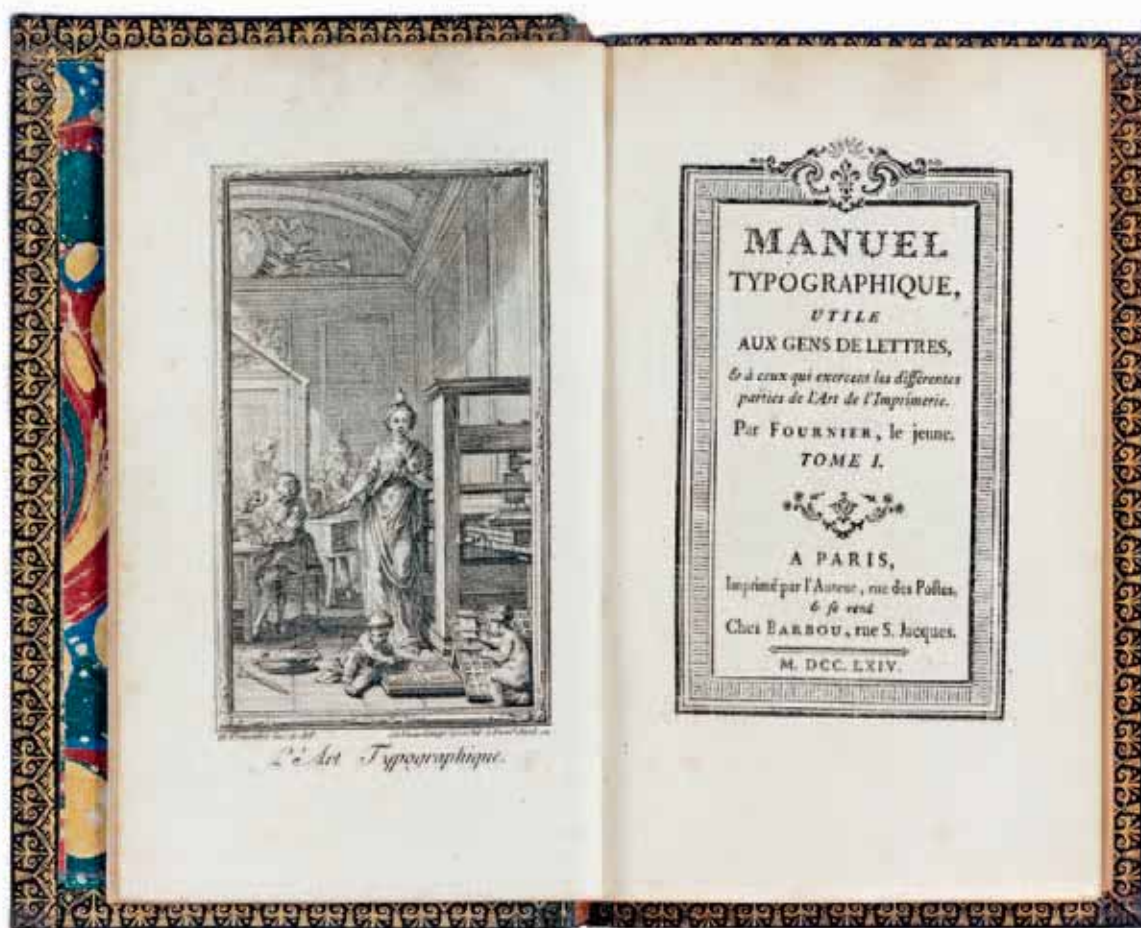 L'Art Typographique.
MANUEL
TYPOGRAPHIQUE,
UTILE
AUX GENS DE LETTRES,
& à ceux qui exercent les différentes
parties de l'Art de l'Imprimerie.
Par FOURNIER, le jeune.
TOME I.
A PARIS,
Imprimé par l'Auteur, rue des Postes,
& se vend
Chez BARBOU, rue S. Jacques.
M. DCC. LXIV.